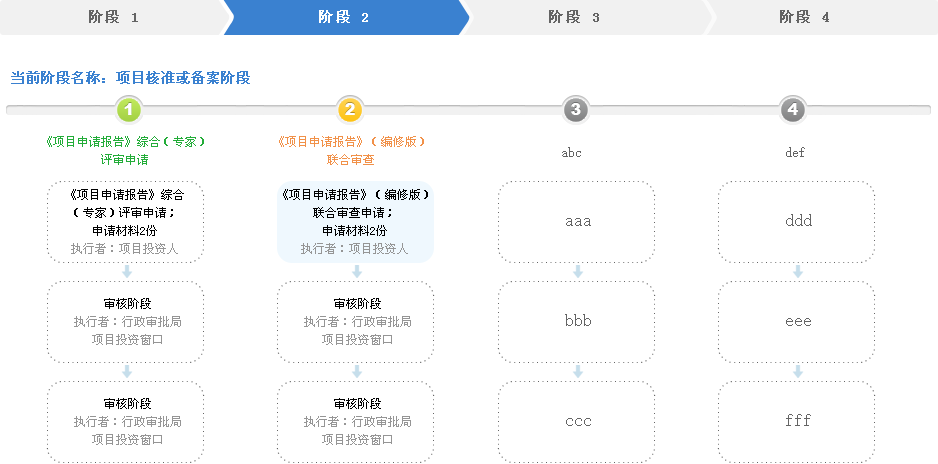 阶段 1
阶段 2
阶段 3
阶段 4
当前阶段名称：项目核准或备案阶段
1
2
3
4
《项目申请报告》综合（专家）
评审申请
《项目申请报告》（编修版）
联合审查
abc
def
《项目申请报告》综合
（专家）评审申请；
申请材料2份
执行者：项目投资人
《项目申请报告》（编修版）
联合审查申请；
申请材料2份
执行者：项目投资人
aaa
ddd
审核阶段
执行者：行政审批局
项目投资窗口
审核阶段
执行者：行政审批局
项目投资窗口
bbb
eee
审核阶段
执行者：行政审批局
项目投资窗口
审核阶段
执行者：行政审批局
项目投资窗口
ccc
fff